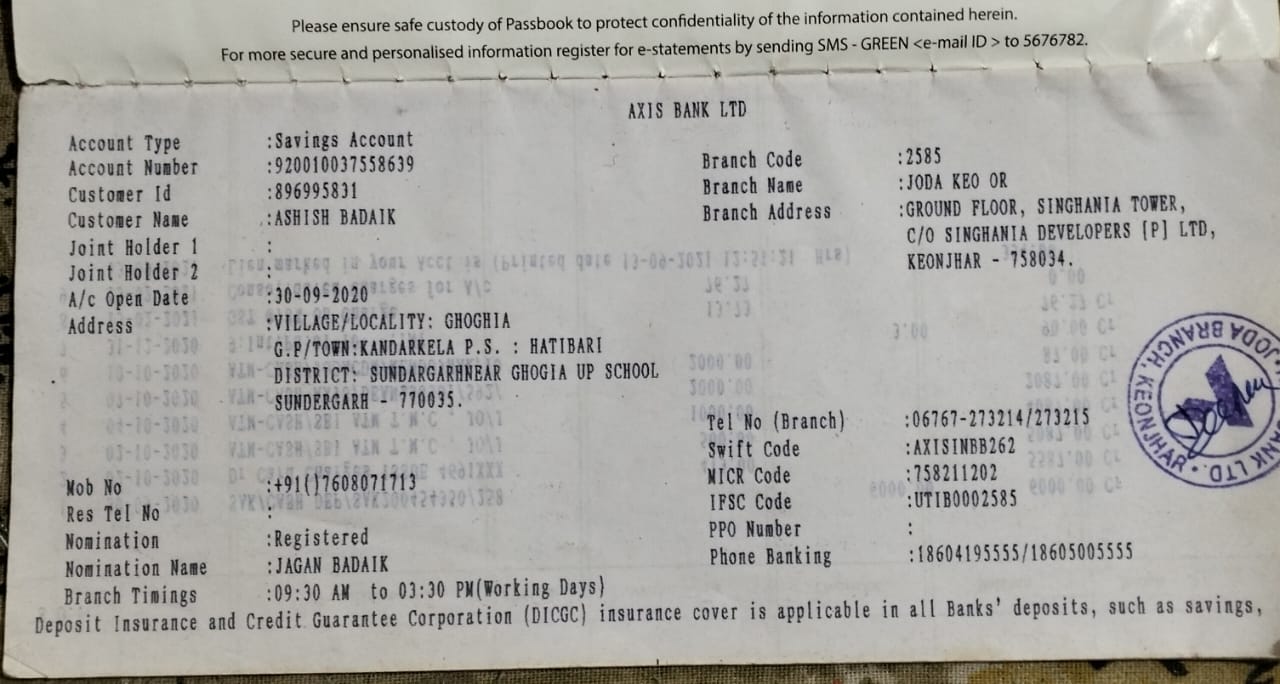 Please ensure safe custody of Passbook to protect confidentiality of the information contained herein.
For more secure and personalised information register for e-statements by sending SMS - GREEN <e-mail ID > to 5676782.
AXIS BANK LTD
Account Type :Savings Account
Account Number :920010037558639
Customer Id :896995831
Customer Name :ASHISH BADAIK
Joint Holder 1 :
Joint Holder 2 :
A/c Open Date :30-09-2020
Address :VILLAGE/LOCALITY: GHOGHIA
G.P/TOWN:KANDARKELA P.S. : HATIBARI
DISTRICT: SUNDARGARHNEAR GHOGIA UP SCHOOL
SUNDERGARH - 770035.
Mob No :+91()7608071713
Res Tel No :
Nomination :Registered
Nomination Name :JAGAN BADAIK
Branch Timings :09:30 AM to 03:30 PM(Working Days)
Branch Code :2585
Branch Name :JODA KEO OR
Branch Address :GROUND FLOOR, SINGHANIA TOWER,
C/O SINGHANIA DEVELOPERS [P] LTD,
KEONJHAR - 758034.
Tel No (Branch) :06767-273214/273215
Swift Code :AXISINBB262
MICR Code :758211202
IFSC Code :UTIB0002585
PPO Number :
Phone Banking :18604195555/18605005555
Deposit Insurance and Credit Guarantee Corporation (DICGC) insurance cover is applicable in all Banks' deposits, such as savings,
BANK LTD. JODA BRANCH, KEONJHAR